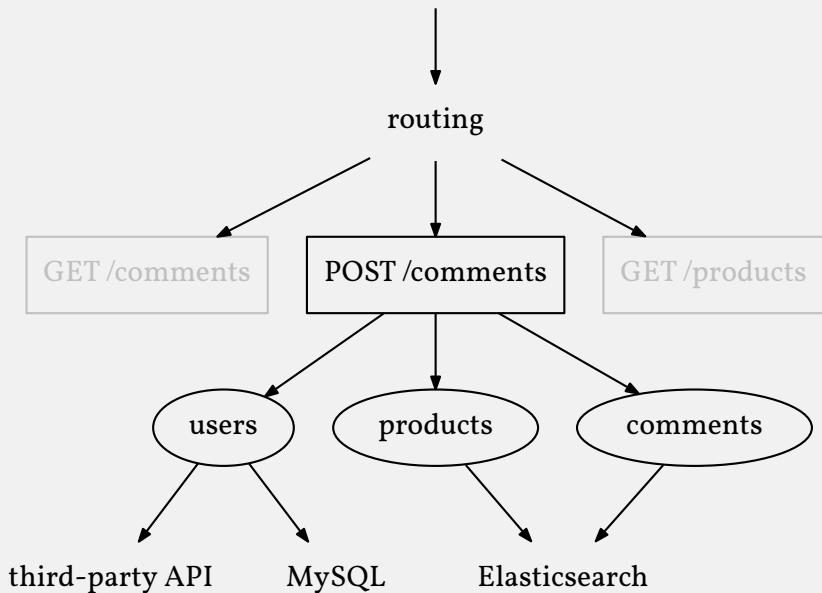 routing
GET /comments
POST /comments
GET /products
users
products
comments
third-party API
MySQL
Elasticsearch